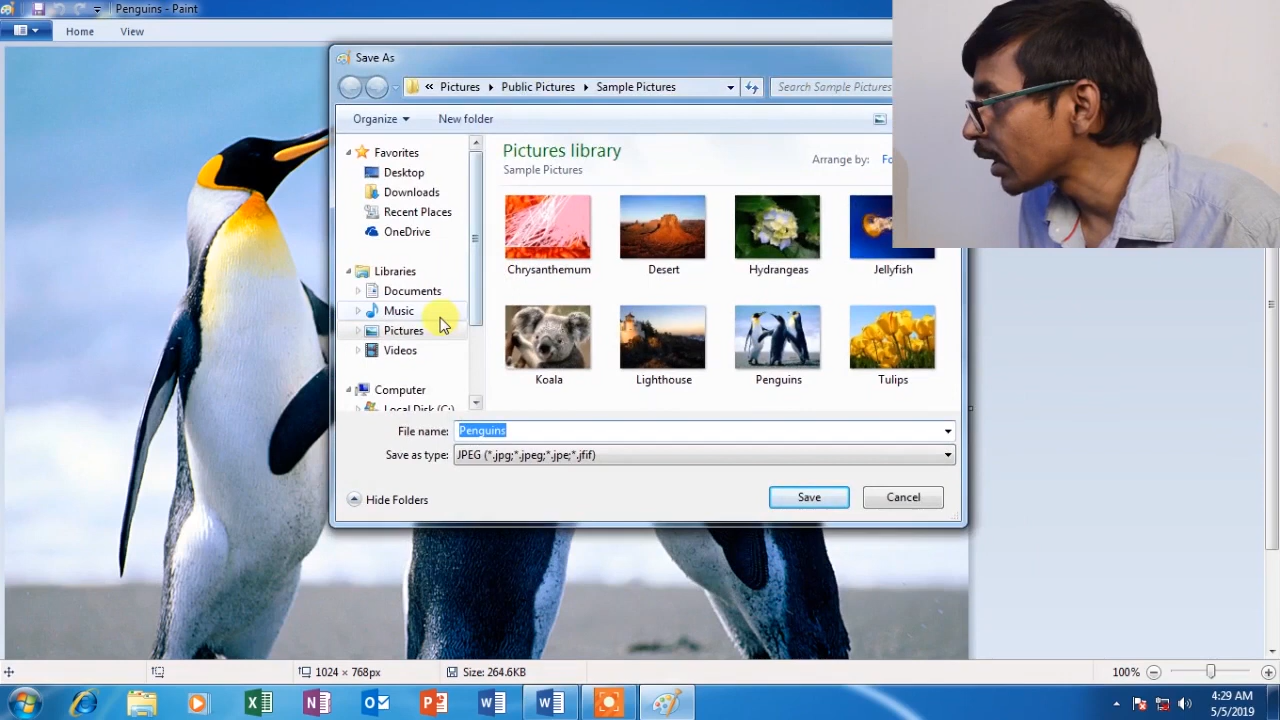 Penguins - Paint
Home View
Save As
« Pictures Public Pictures Sample Pictures Search Sample Pictures
Organize New folder
Favorites
Desktop
Downloads
Recent Places
OneDrive
Libraries
Documents
Music
Pictures
Videos
Computer
Local Disk (C:)
Pictures library
Sample Pictures
Arrange by: Fo
Chrysanthemum Desert Hydrangeas Jellyfish
Koala Lighthouse Penguins Tulips
File name: Penguins
Save as type: JPEG (*.jpg;*.jpeg;*.jpe;*.jfif)
Hide Folders Save Cancel
1024 × 768px Size: 264.6KB 100%
4:29 AM
5/5/2019